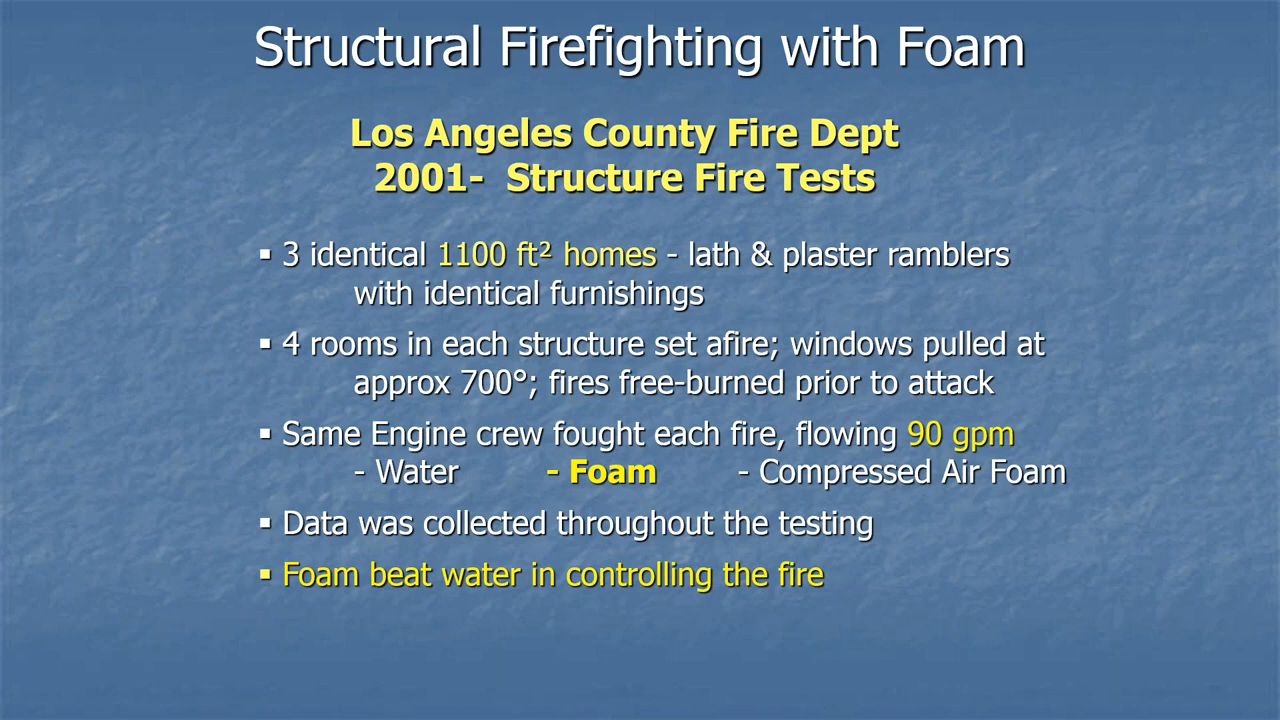 Structural Firefighting with Foam
Los Angeles County Fire Dept
2001- Structure Fire Tests
▪ 3 identical 1100 ft² homes - lath & plaster ramblers
with identical furnishings
▪ 4 rooms in each structure set afire; windows pulled at
approx 700°; fires free-burned prior to attack
▪ Same Engine crew fought each fire, flowing 90 gpm
- Water - Foam - Compressed Air Foam
▪ Data was collected throughout the testing
▪ Foam beat water in controlling the fire